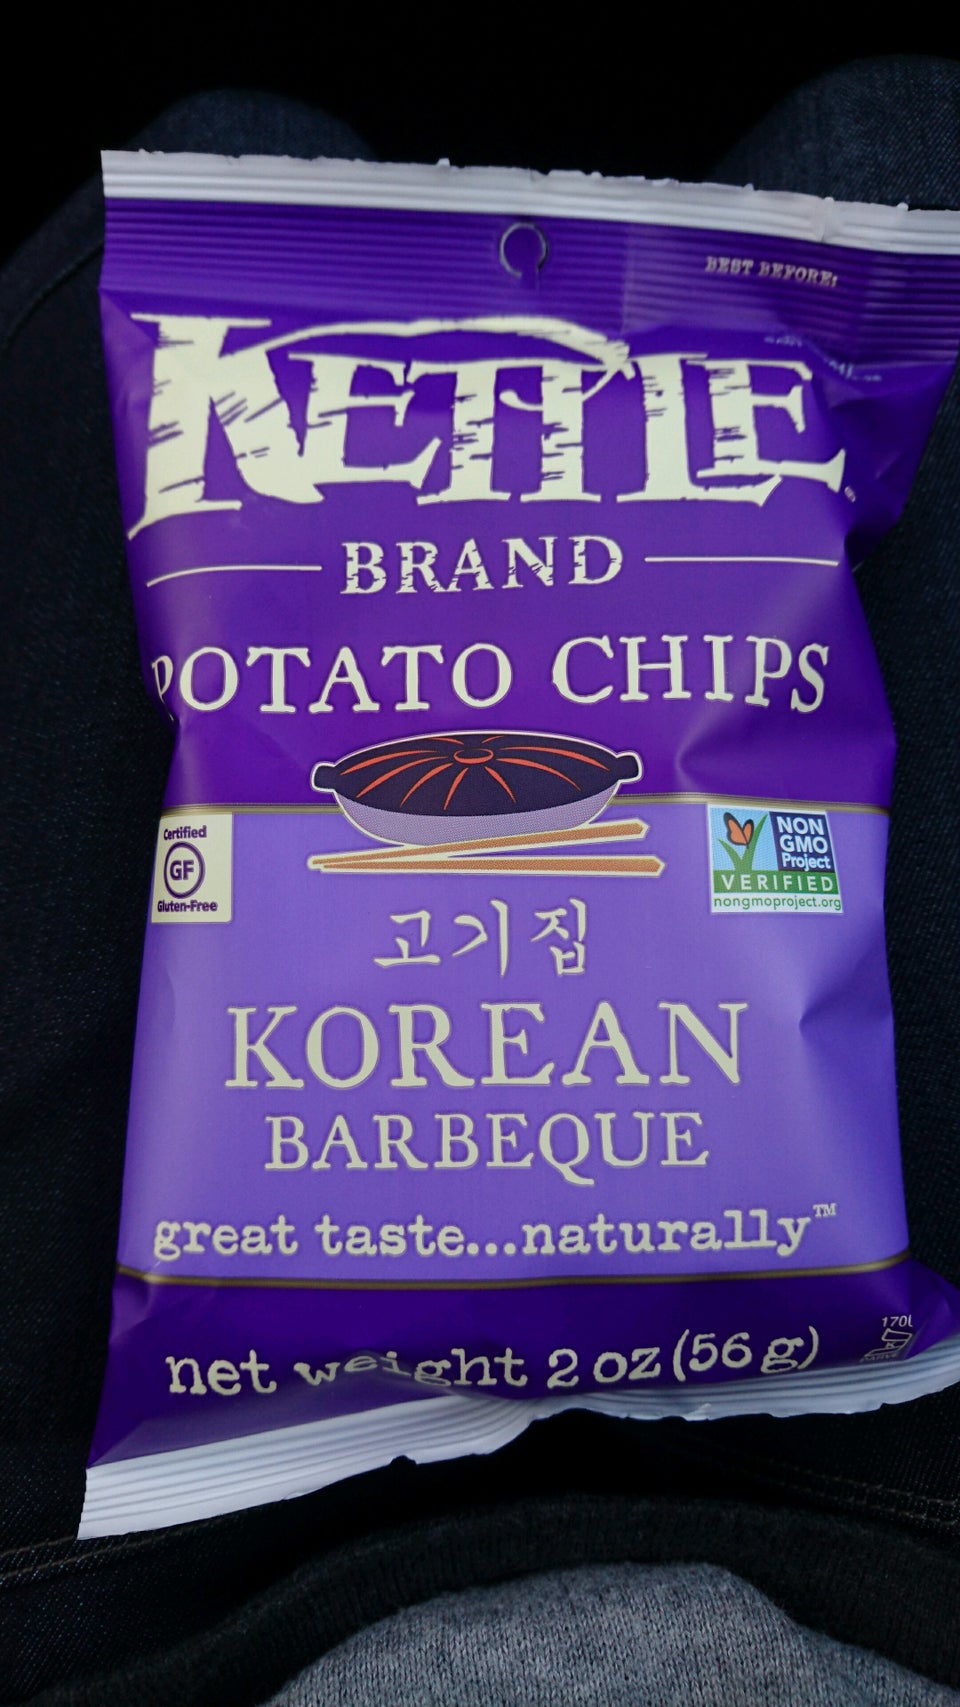 BEST BEFORE:
KETTLE
BRAND
POTATO CHIPS
Certified
GF
Gluten-Free
NON
GMO
Project
VERIFIED
nongmoproject.org
고기집
KOREAN
BARBEQUE
great taste...naturally™
net weight 2 oz (56 g)